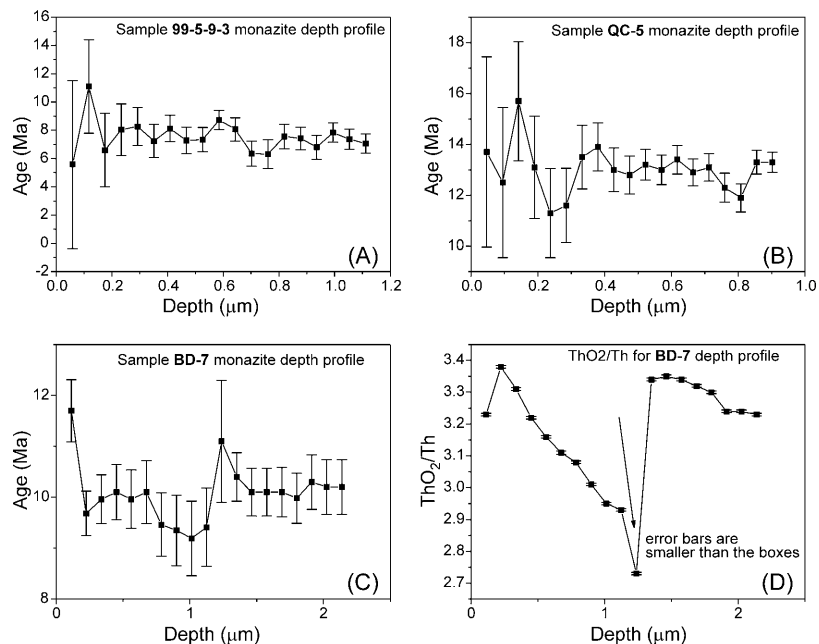 Sample 99-5-9-3 monazite depth profile
16
14
12
10
8
6
4
2
0
-2
Age (Ma)
0.0 0.2 0.4 0.6 0.8 1.0 1.2
Depth (μm)
(A)
Sample QC-5 monazite depth profile
18
16
14
12
10
Age (Ma)
0.0 0.2 0.4 0.6 0.8 1.0
Depth (μm)
(B)
Sample BD-7 monazite depth profile
12
10
8
Age (Ma)
0 1 2
Depth (μm)
(C)
ThO2/Th for BD-7 depth profile
3.4
3.3
3.2
3.1
3.0
2.9
2.8
2.7
ThO₂/Th
error bars are
smaller than the boxes
0 1 2
Depth (μm)
(D)